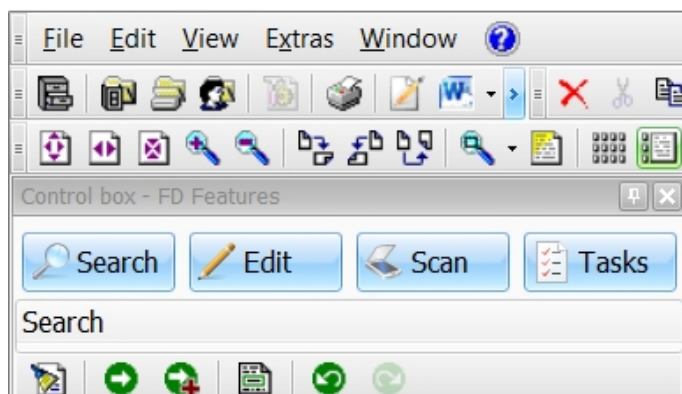 File Edit View Extras Window ?
W
Control box - FD Features
Search Edit Scan Tasks
Search